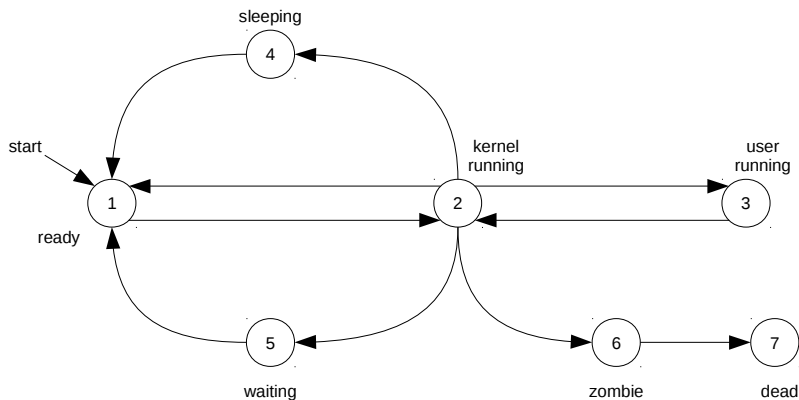 sleeping
4
start
kernel
running
user
running
1
2
3
ready
5
6
7
waiting
zombie
dead